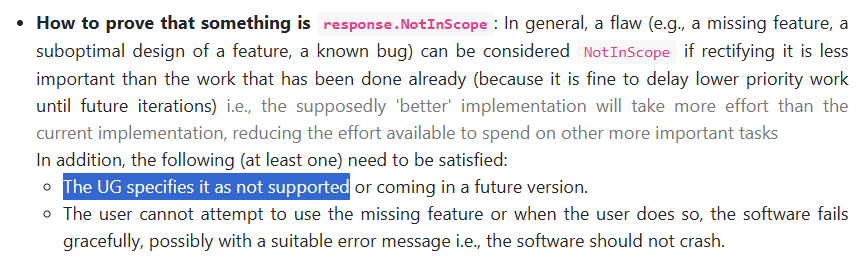 • How to prove that something is response.NotInScope: In general, a flaw (e.g., a missing feature, a
suboptimal design of a feature, a known bug) can be considered NotInScope if rectifying it is less
important than the work that has been done already (because it is fine to delay lower priority work
until future iterations) i.e., the supposedly 'better' implementation will take more effort than the
current implementation, reducing the effort available to spend on other more important tasks
In addition, the following (at least one) need to be satisfied:
◦ The UG specifies it as not supported or coming in a future version.
◦ The user cannot attempt to use the missing feature or when the user does so, the software fails
gracefully, possibly with a suitable error message i.e., the software should not crash.